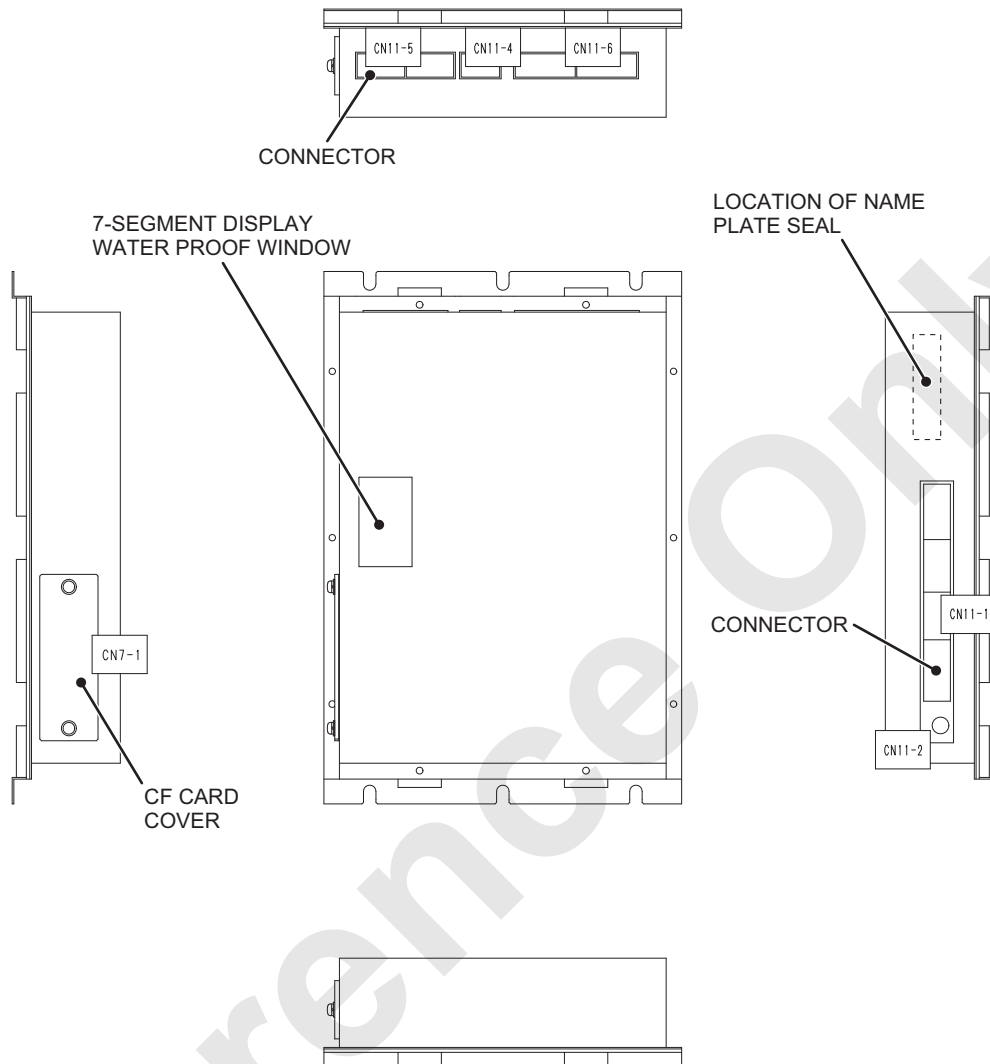 CN11-5
CN11-4
CN11-6
CONNECTOR
7-SEGMENT DISPLAY
WATER PROOF WINDOW
LOCATION OF NAME
PLATE SEAL
CN7-1
CONNECTOR
CN11-1
CN11-2
CF CARD
COVER